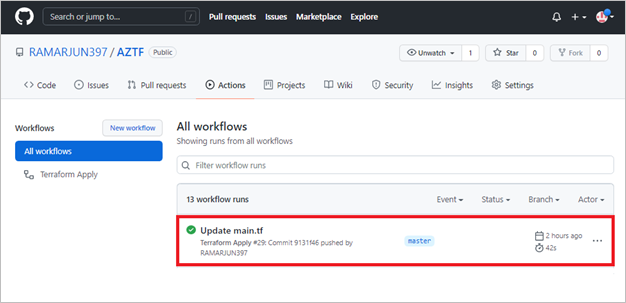 Search or jump to...
/
Pull requests
Issues
Marketplace
Explore
RAMARJUN397 / AZTF
Public
Unwatch
1
Star
0
Fork
0
Code
Issues
Pull requests
Actions
Projects
Wiki
Security
Insights
Settings
Workflows
New workflow
All workflows
Terraform Apply
All workflows
Showing runs from all workflows
Filter workflow runs
13 workflow runs
Event
Status
Branch
Actor
Update main.tf
Terraform Apply #29: Commit 9131f46 pushed by
RAMARJUN397
master
2 hours ago
42s